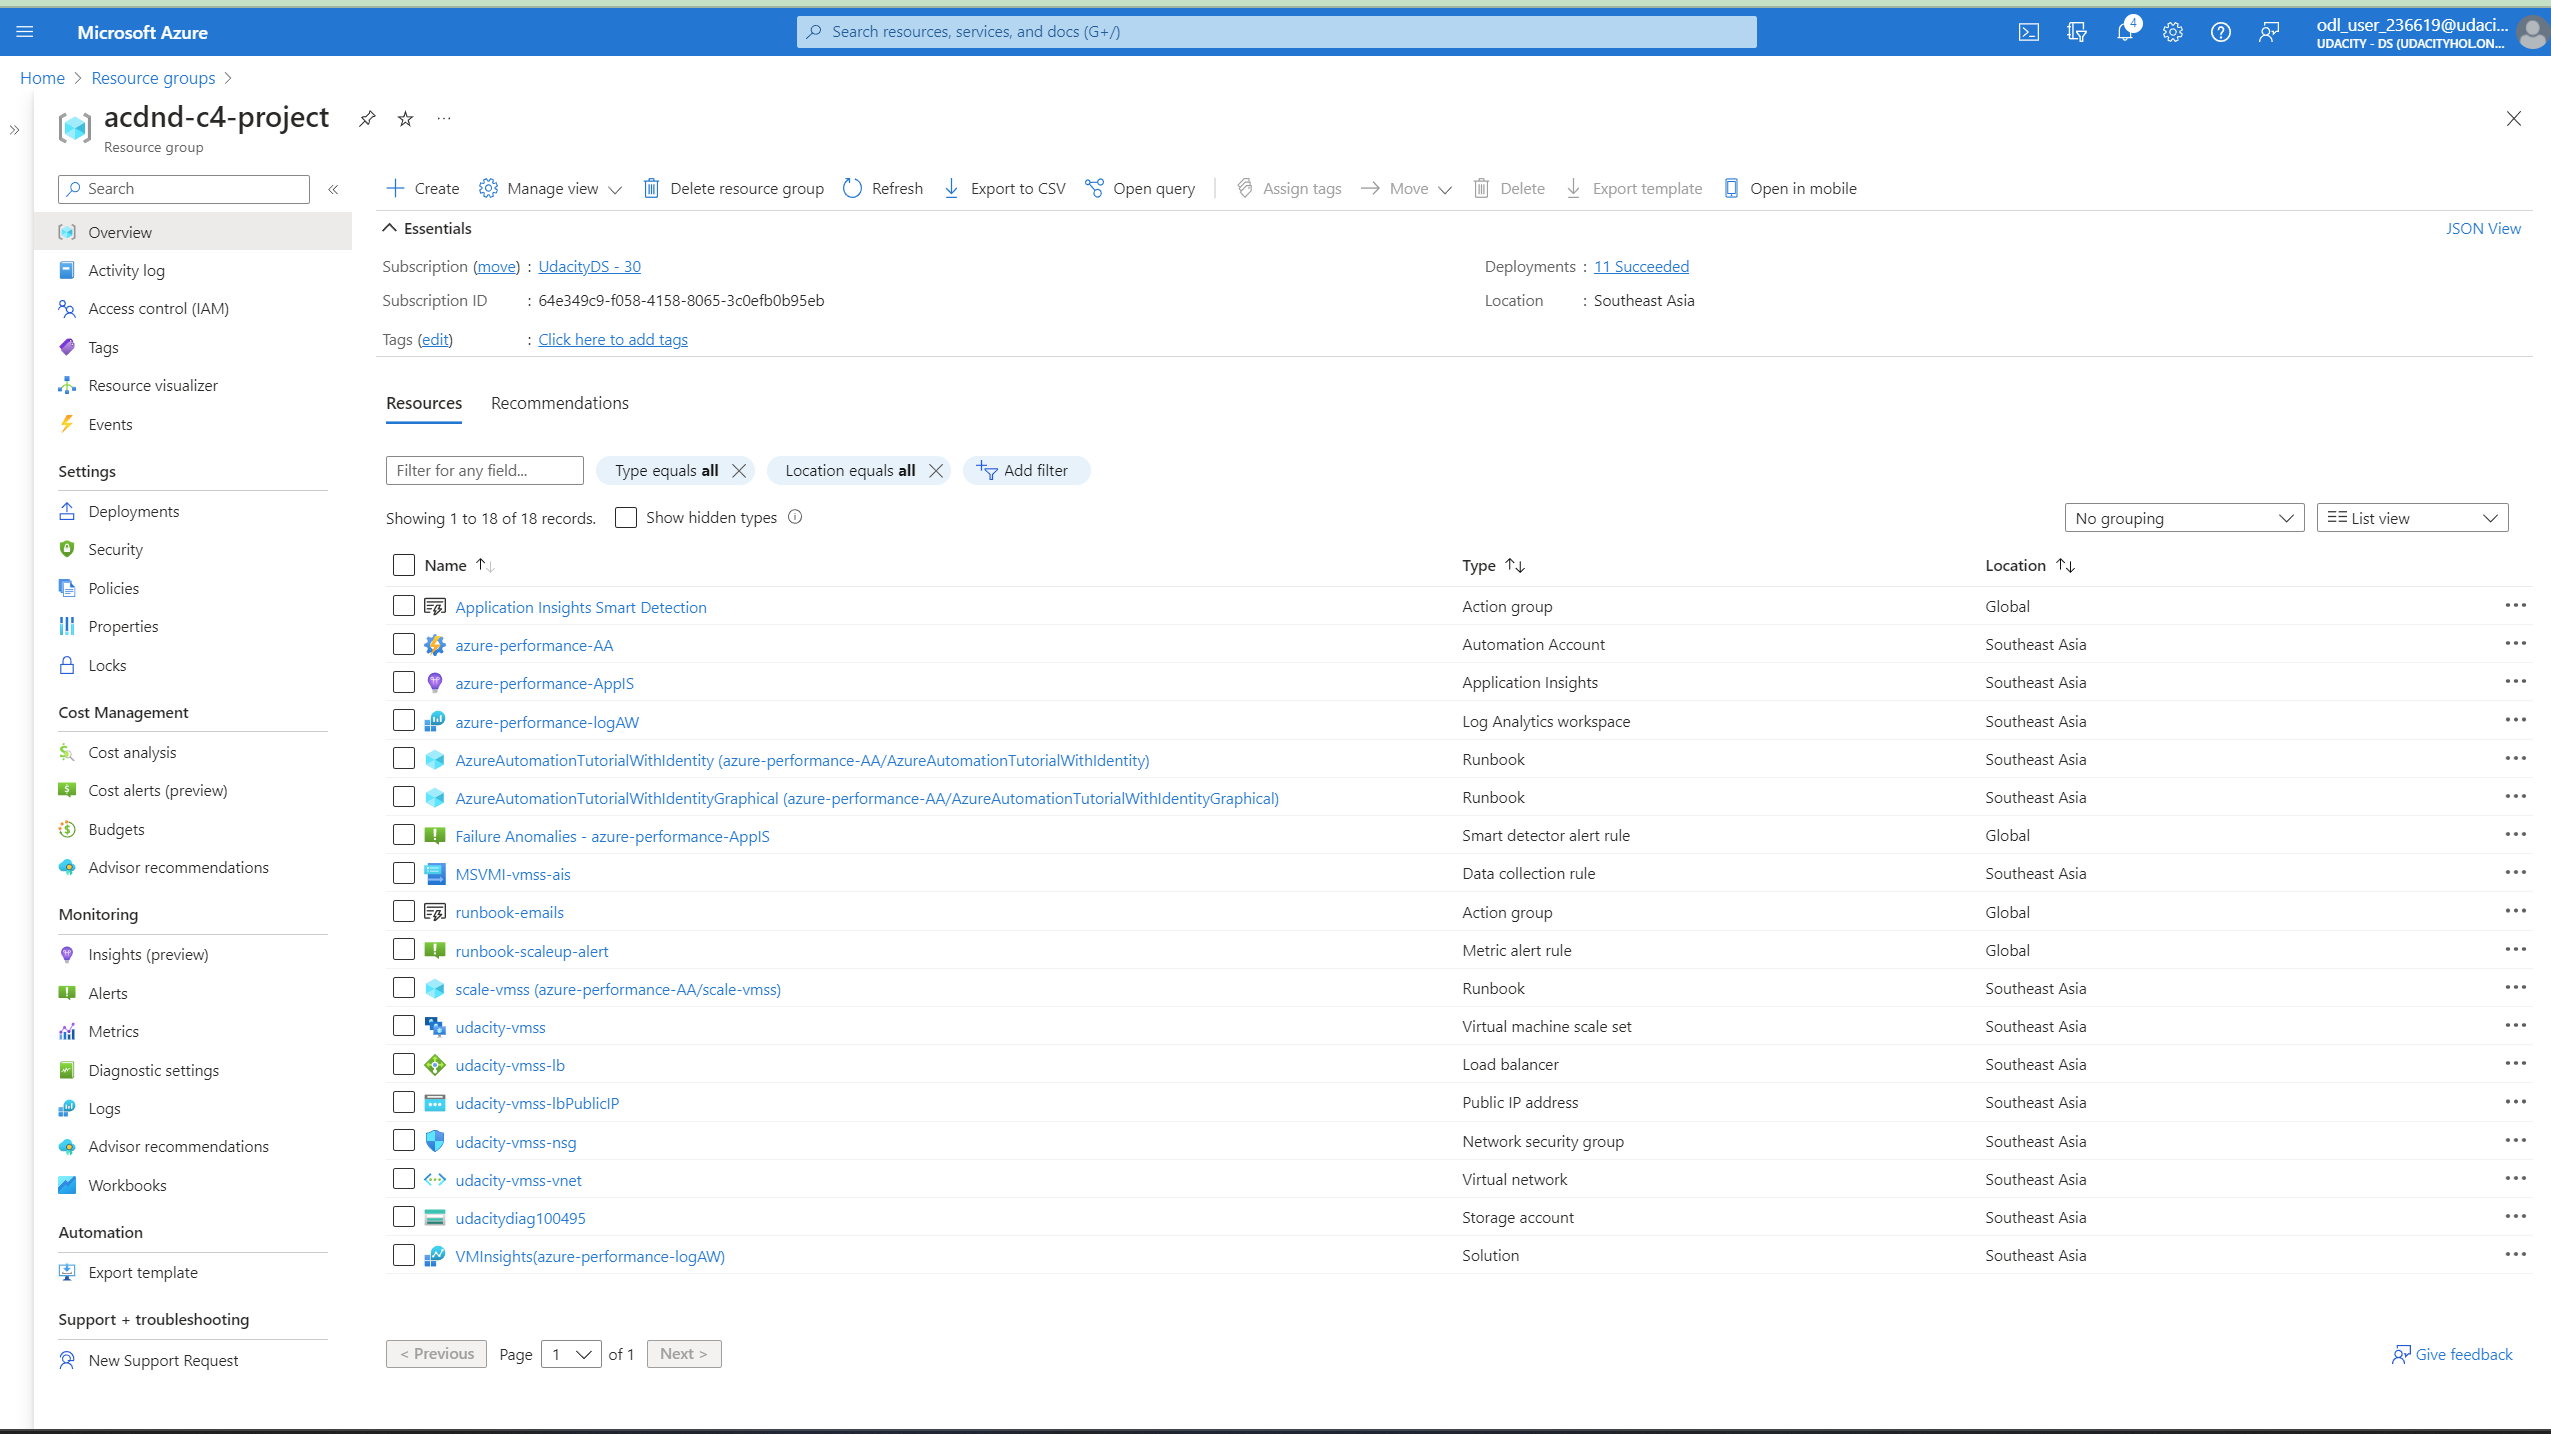 Microsoft Azure
Search resources, services, and docs (G+/)
4
odl_user_236619@udaci...
UDACITY - DS (UDACITYHOL.ON...
Home > Resource groups >
acdnd-c4-project
Resource group
Search
Create Manage view Delete resource group Refresh Export to CSV Open query Assign tags Move Delete Export template Open in mobile
Overview
Activity log
Access control (IAM)
Tags
Resource visualizer
Events
Settings
Deployments
Security
Policies
Properties
Locks
Cost Management
Cost analysis
Cost alerts (preview)
Budgets
Advisor recommendations
Monitoring
Insights (preview)
Alerts
Metrics
Diagnostic settings
Logs
Advisor recommendations
Workbooks
Automation
Export template
Support + troubleshooting
New Support Request
Essentials
JSON View
Subscription (move) : UdacityDS - 30
Subscription ID : 64e349c9-f058-4158-8065-3c0efb0b95eb
Tags (edit) : Click here to add tags
Deployments : 11 Succeeded
Location : Southeast Asia
Resources Recommendations
Filter for any field... Type equals all Location equals all Add filter
Showing 1 to 18 of 18 records. Show hidden types
No grouping List view
Name Type Location
Application Insights Smart Detection Action group Global
azure-performance-AA Automation Account Southeast Asia
azure-performance-AppIS Application Insights Southeast Asia
azure-performance-logAW Log Analytics workspace Southeast Asia
AzureAutomationTutorialWithIdentity (azure-performance-AA/AzureAutomationTutorialWithIdentity) Runbook Southeast Asia
AzureAutomationTutorialWithIdentityGraphical (azure-performance-AA/AzureAutomationTutorialWithIdentityGraphical) Runbook Southeast Asia
Failure Anomalies - azure-performance-AppIS Smart detector alert rule Global
MSVMI-vmss-ais Data collection rule Southeast Asia
runbook-emails Action group Global
runbook-scaleup-alert Metric alert rule Global
scale-vmss (azure-performance-AA/scale-vmss) Runbook Southeast Asia
udacity-vmss Virtual machine scale set Southeast Asia
udacity-vmss-lb Load balancer Southeast Asia
udacity-vmss-lbPublicIP Public IP address Southeast Asia
udacity-vmss-nsg Network security group Southeast Asia
udacity-vmss-vnet Virtual network Southeast Asia
udacitydiag100495 Storage account Southeast Asia
VMInsights(azure-performance-logAW) Solution Southeast Asia
< Previous Page 1 of 1 Next >
Give feedback